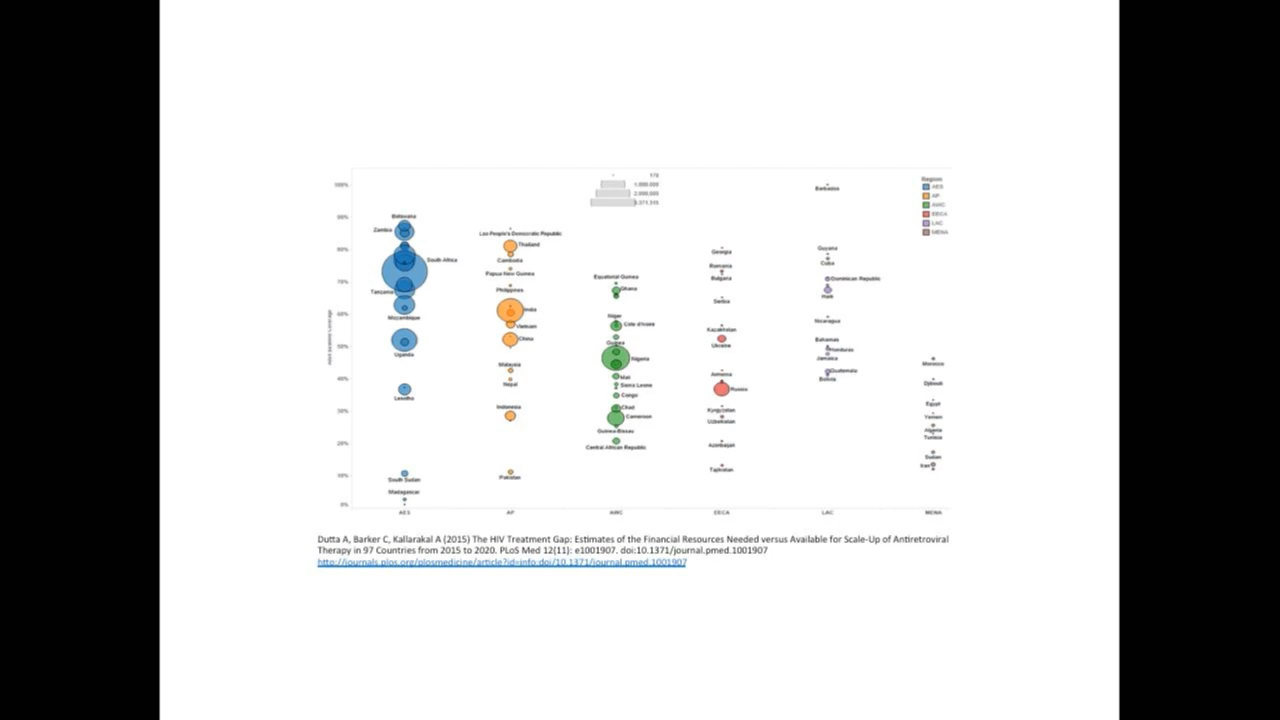 170
1,000,000
2,000,000
3,071,316
Region
AES
AP
AWC
EECA
LAC
MENA
100%
90%
80%
70%
60%
50%
40%
30%
20%
10%
0%
Botswana
Zambia
South Africa
Tanzania
Mozambique
Uganda
Lesotho
South Sudan
Madagascar
Lao People's Democratic Republic
Thailand
Cambodia
Papua New Guinea
Philippines
India
Vietnam
China
Malaysia
Nepal
Indonesia
Pakistan
Equatorial Guinea
Ghana
Niger
Cote d'Ivoire
Guinea
Nigeria
Mali
Sierra Leone
Congo
Chad
Cameroon
Guinea-Bissau
Central African Republic
Georgia
Romania
Bulgaria
Serbia
Kazakhstan
Ukraine
Armenia
Russia
Kyrgyzstan
Uzbekistan
Azerbaijan
Tajikistan
Barbados
Guyana
Cuba
Dominican Republic
Haiti
Nicaragua
Bahamas
Honduras
Jamaica
Guatemala
Bolivia
Morocco
Djibouti
Egypt
Yemen
Algeria
Tunisia
Sudan
Iran
AES AP AWC EECA LAC MENA
Dutta A, Barker C, Kallarakal A (2015) The HIV Treatment Gap: Estimates of the Financial Resources Needed versus Available for Scale-Up of Antiretroviral
Therapy in 97 Countries from 2015 to 2020. PLoS Med 12(11): e1001907. doi:10.1371/journal.pmed.1001907
http://journals.plos.org/plosmedicine/article?id=info:doi/10.1371/journal.pmed.1001907